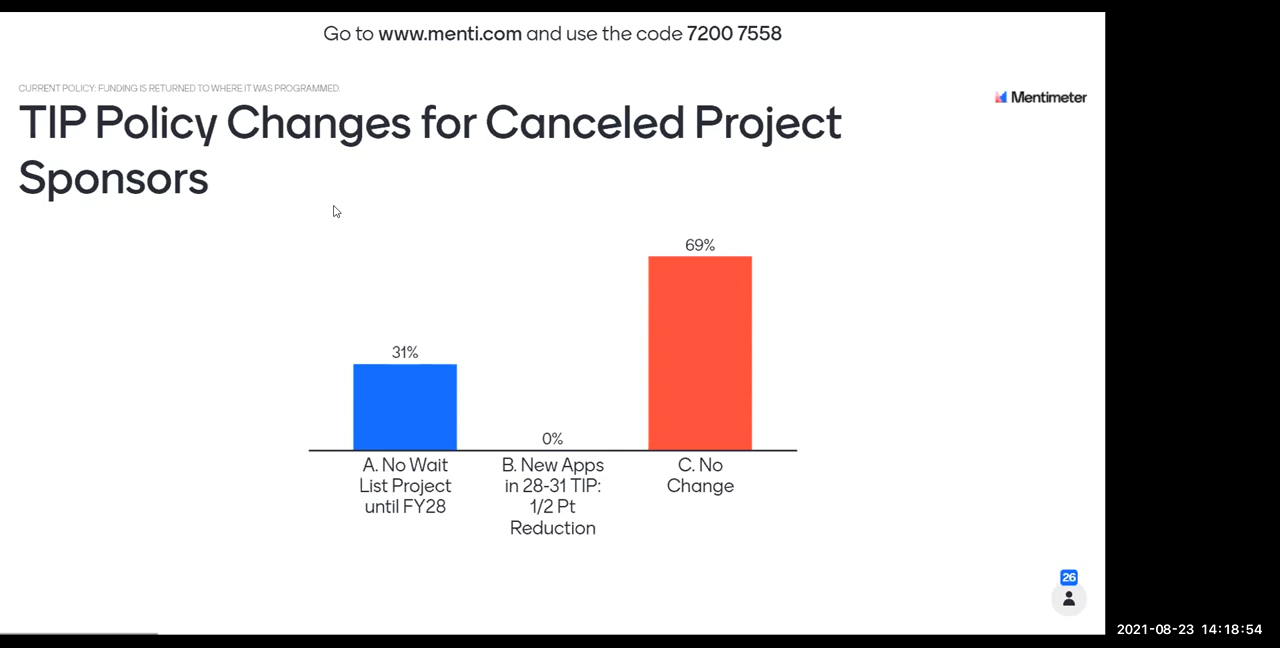 Go to www.menti.com and use the code 7200 7558
CURRENT POLICY: FUNDING IS RETURNED TO WHERE IT WAS PROGRAMMED.
Mentimeter
TIP Policy Changes for Canceled Project
Sponsors
69%
31%
0%
A. No Wait
List Project
until FY28
B. New Apps
in 28-31 TIP:
1/2 Pt
Reduction
C. No
Change
26
2021-08-23 14:18:54